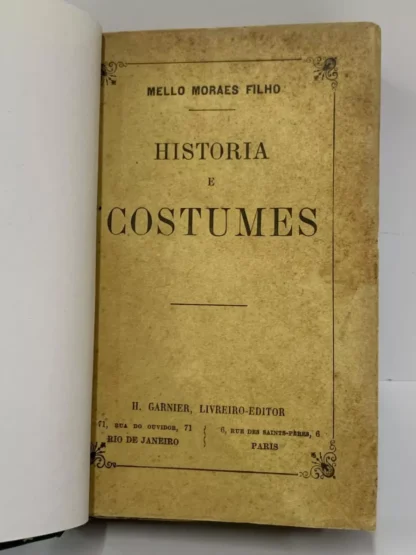 MELLO MORAES FILHO
HISTORIA
E
COSTUMES
H. GARNIER, LIVREIRO-EDITOR
71, RUA DO OUVIDOR, 71
RIO DE JANEIRO
6, RUE DES SAINTS-PÈRES, 6
PARIS